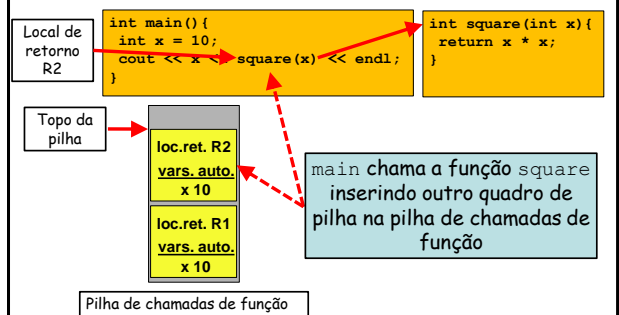 Local de
retorno
R2
int main(){
int x = 10;
cout << x << square(x) << endl;
}
int square(int x){
return x * x;
}
Topo da
pilha
loc.ret. R2
vars. auto.
x 10
loc.ret. R1
vars. auto.
x 10
main chama a função square
inserindo outro quadro de
pilha na pilha de chamadas de
função
Pilha de chamadas de função